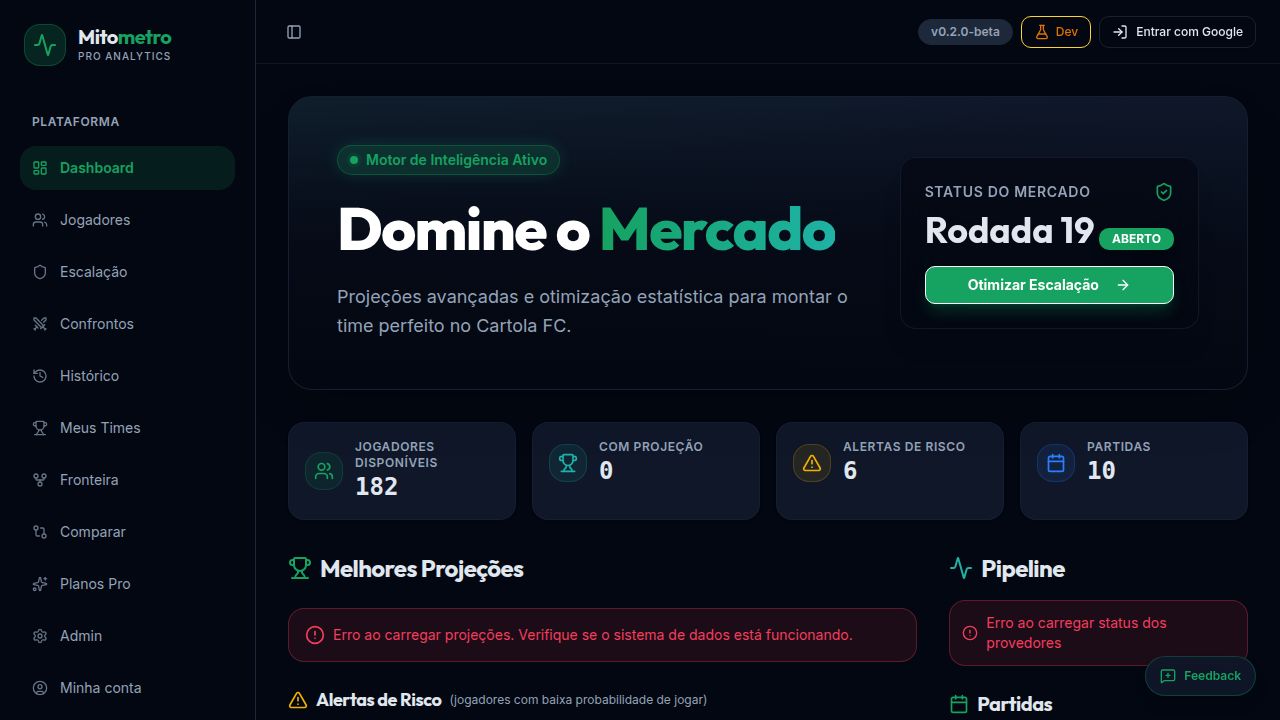 Mitometro
PRO ANALYTICS
PLATAFORMA
Dashboard
Jogadores
Escalação
Confrontos
Histórico
Meus Times
Fronteira
Comparar
Planos Pro
Admin
Minha conta
v0.2.0-beta
Dev
Entrar com Google
Motor de Inteligência Ativo
Domine o Mercado
Projeções avançadas e otimização estatística para montar o
time perfeito no Cartola FC.
STATUS DO MERCADO
Rodada 19
ABERTO
Otimizar Escalação
JOGADORES
DISPONÍVEIS
182
COM PROJEÇÃO
0
ALERTAS DE RISCO
6
PARTIDAS
10
Melhores Projeções
Erro ao carregar projeções. Verifique se o sistema de dados está funcionando.
Alertas de Risco (jogadores com baixa probabilidade de jogar)
Pipeline
Erro ao carregar status dos
provedores
Partidas
Feedback